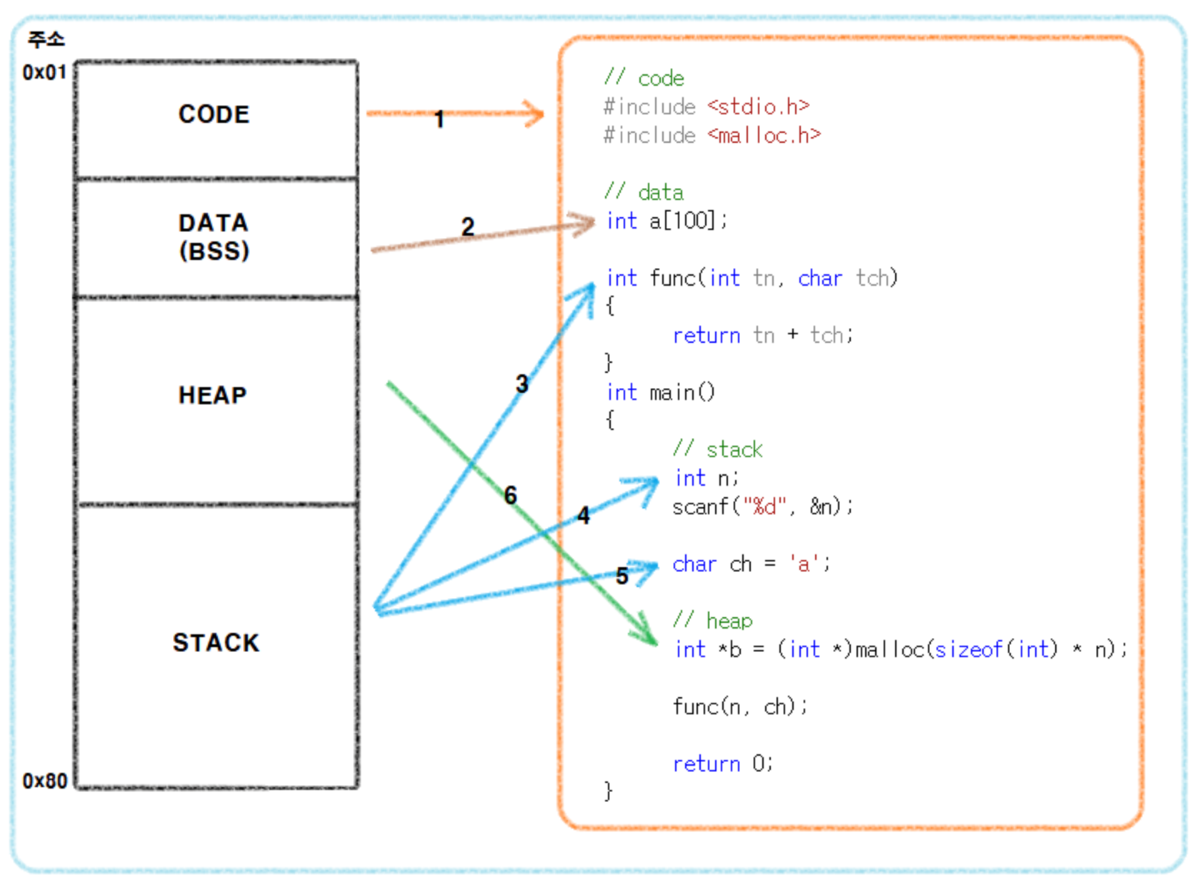 주소
0x01
CODE
DATA
(BSS)
HEAP
STACK
0x80
1
2
3
4
5
6
// code
#include <stdio.h>
#include <malloc.h>
// data
int a[100];
int func(int tn, char tch)
{
return tn + tch;
}
int main()
{
// stack
int n;
scanf("%d", &n);
char ch = 'a';
// heap
int *b = (int *)malloc(sizeof(int) * n);
func(n, ch);
return 0;
}